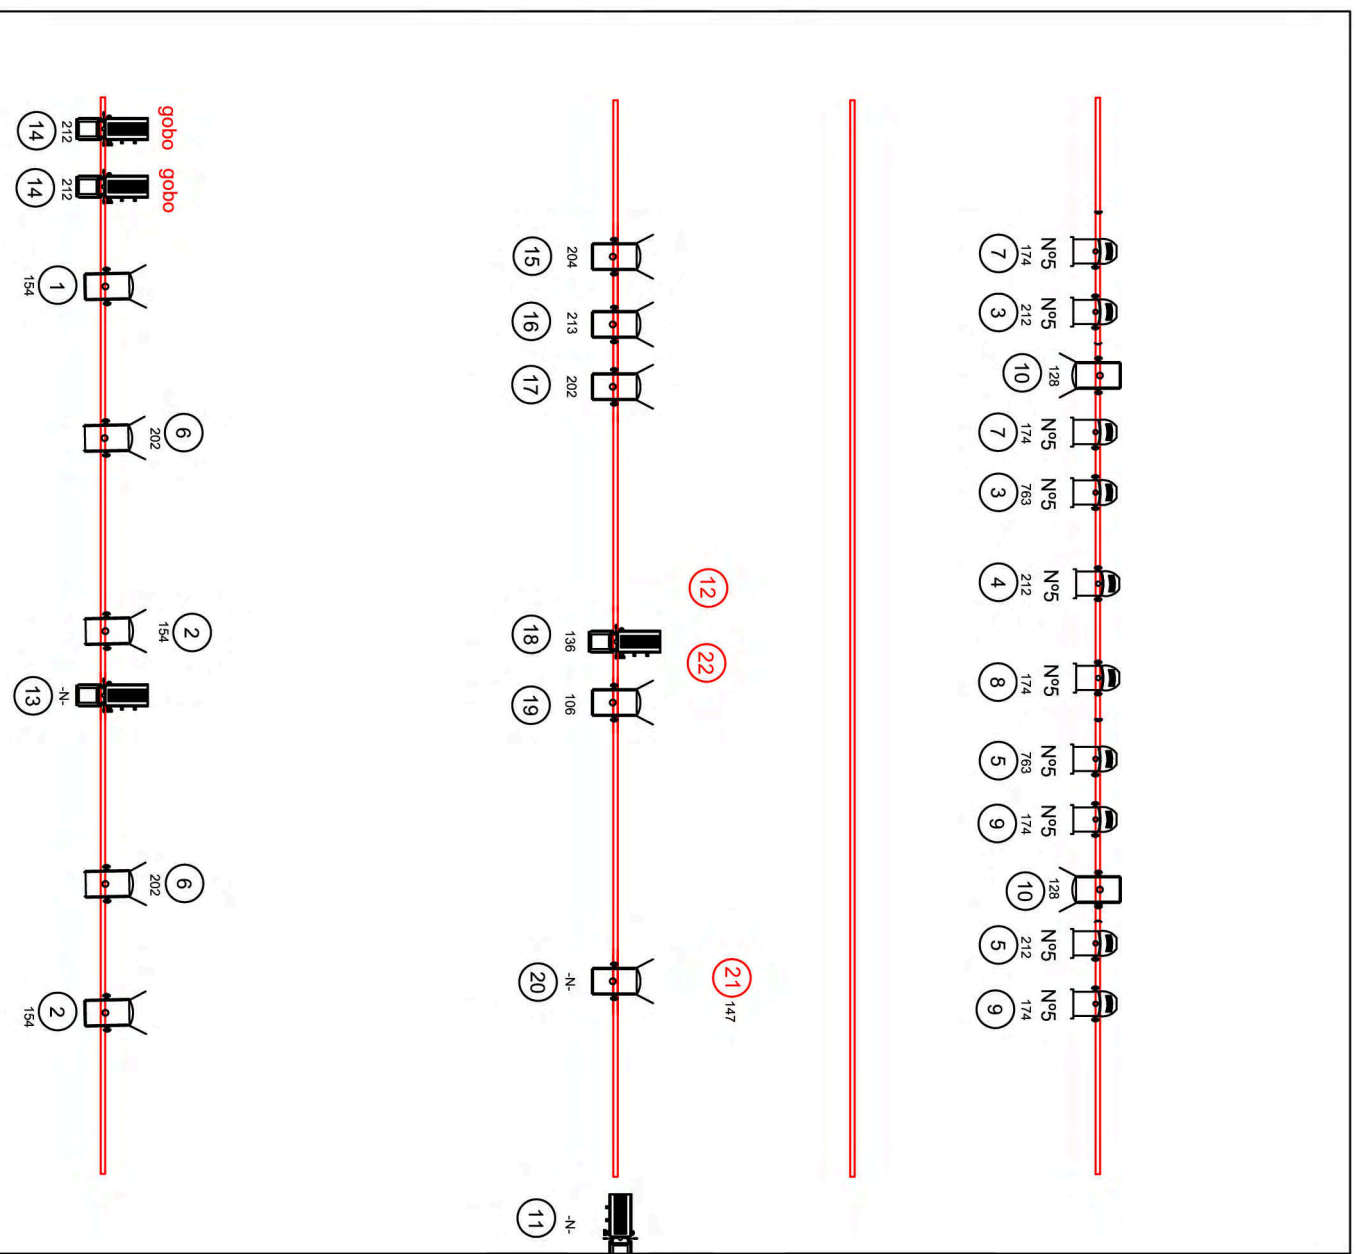 Nº5 Nº5 Nº5 Nº5 Nº5 Nº5 Nº5 Nº5 Nº5 Nº5
174 212 128 174 763 212 174 763 174 128 212 174
7 3 10 7 3 4 8 5 9 10 5 9
21 147
12 22
204 213 202 136 106 -N- -N-
15 16 17 18 19 20 11
6 2 6
gobo gobo 202 154 202
212 212 -N-
14 14 1 13 2
154 154